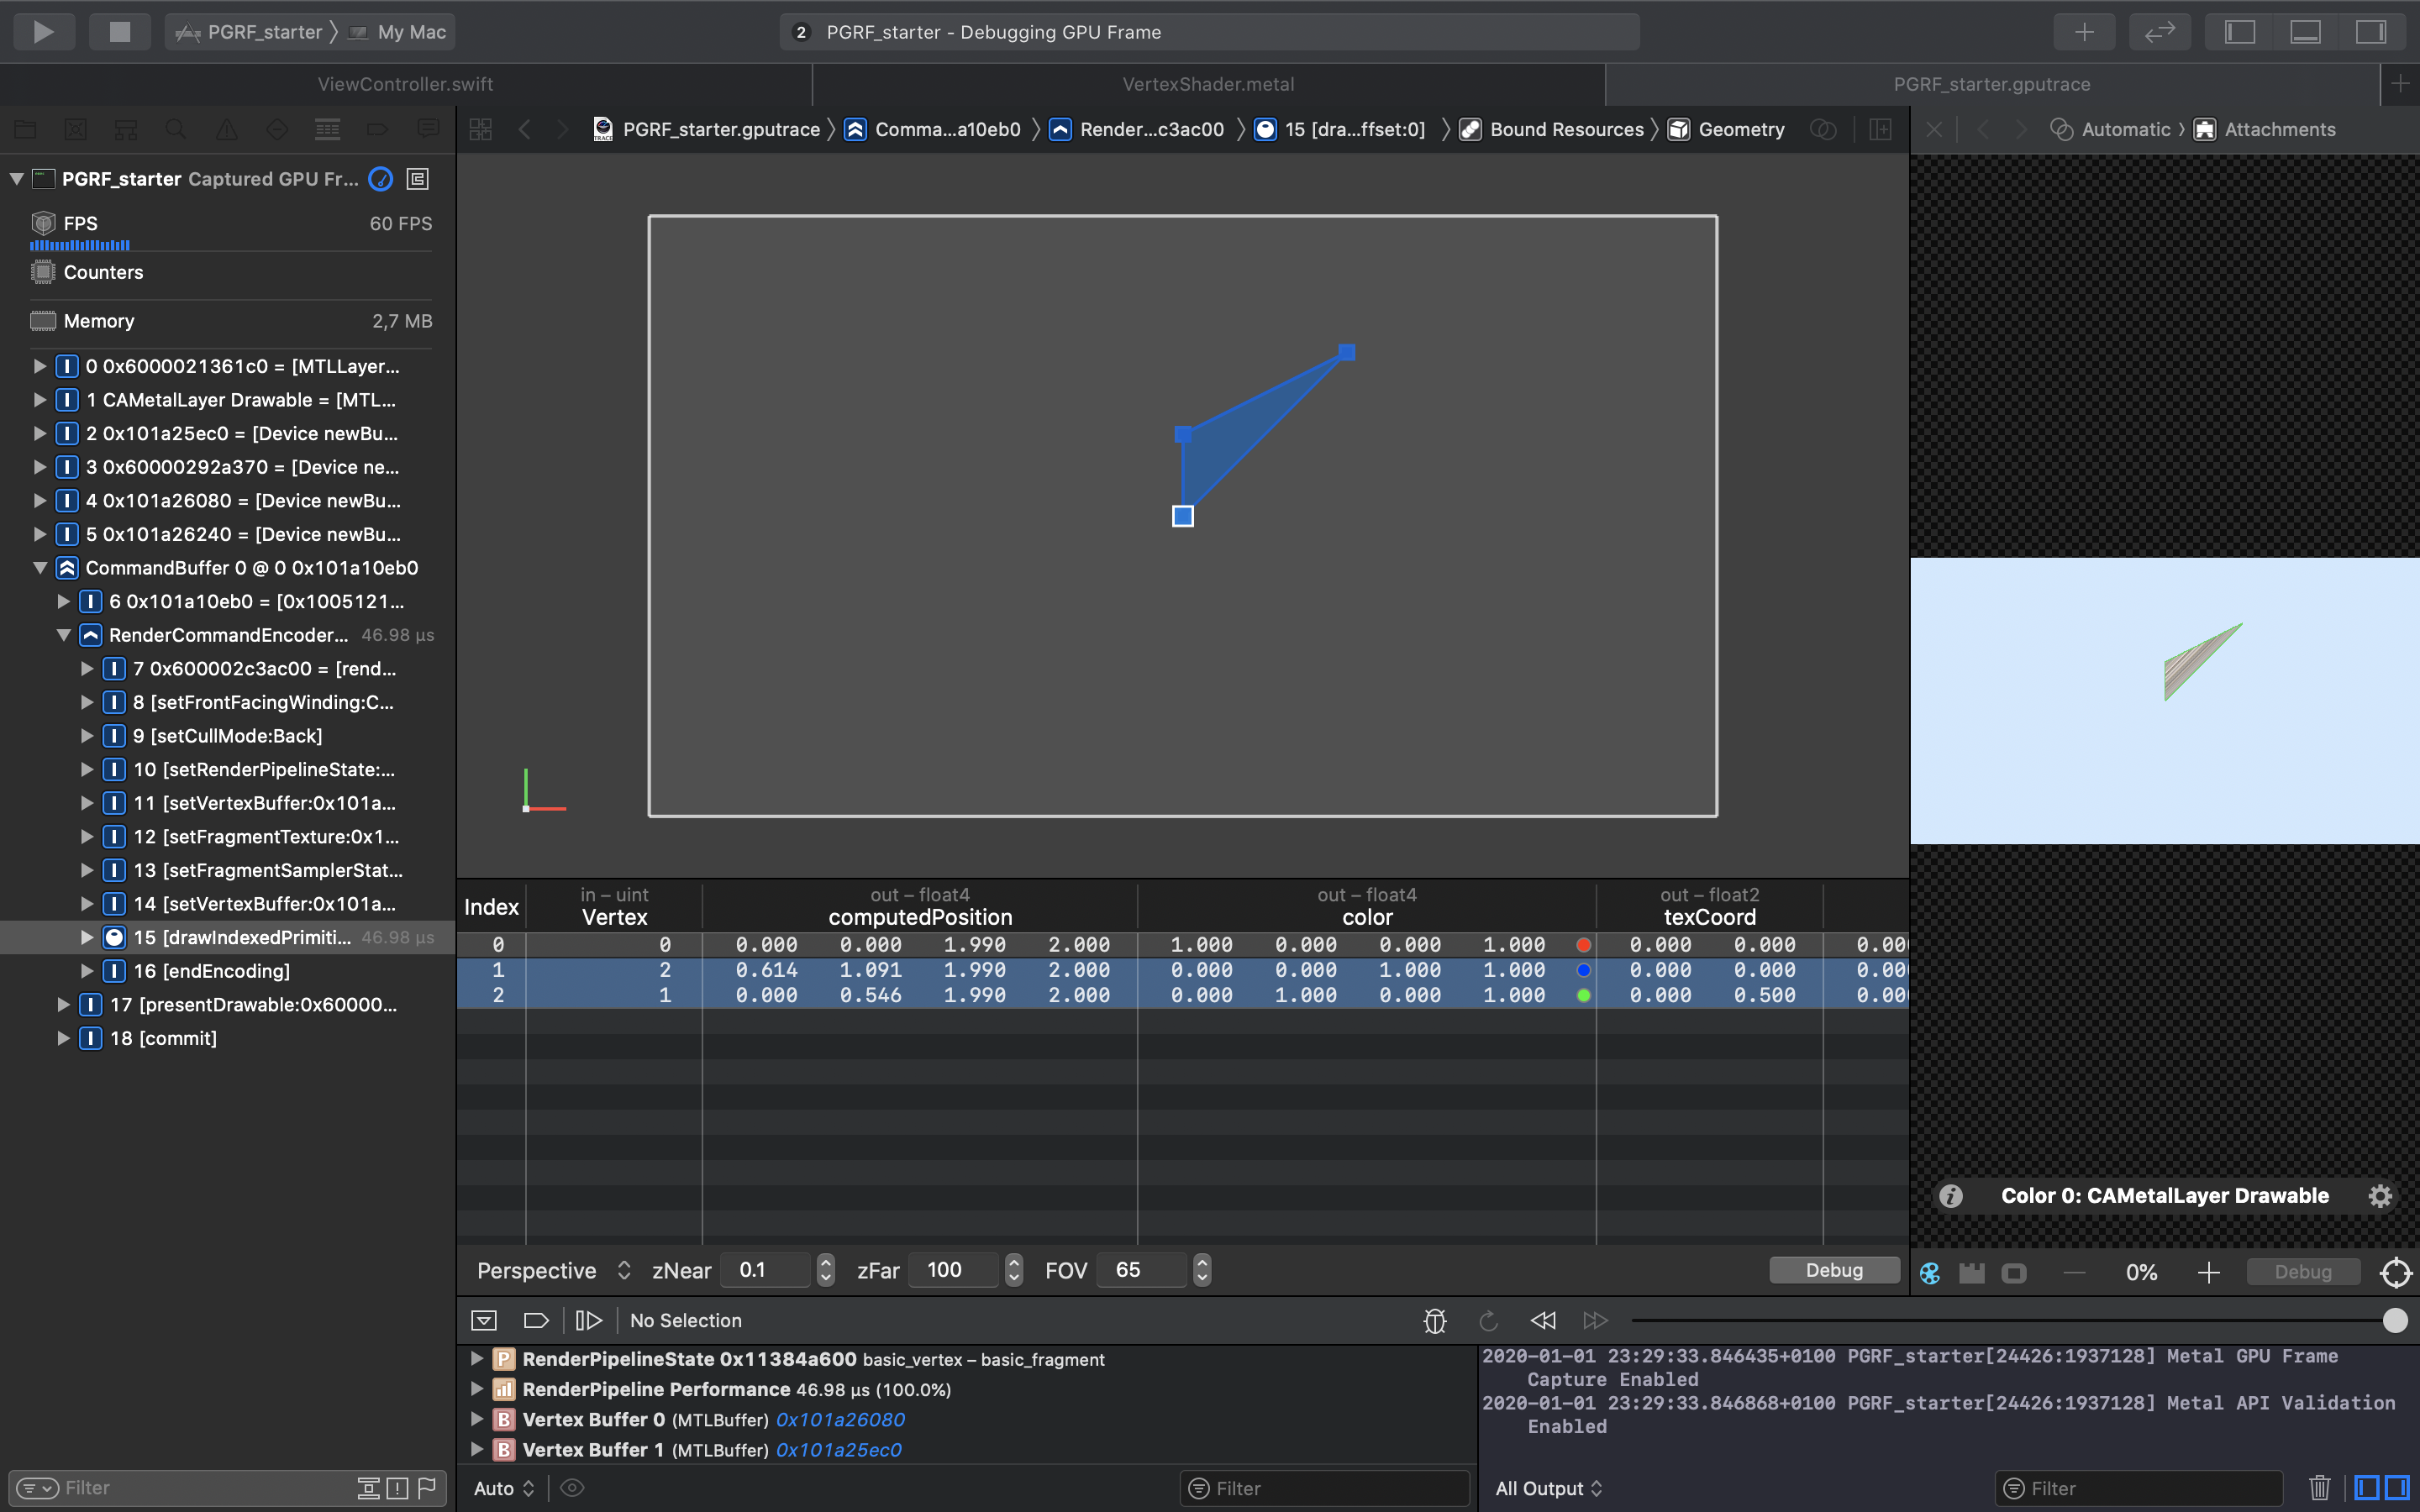 PGRF_starter 〉 My Mac
2 PGRF_starter - Debugging GPU Frame
ViewController.swift
VertexShader.metal
PGRF_starter.gputrace
PGRF_starter.gputrace 〉 Comma...a10eb0 〉 Render...c3ac00 〉 15 [dra...ffset:0] 〉 Bound Resources 〉 Geometry
Automatic 〉 Attachments
PGRF_starter Captured GPU Fr...
FPS 60 FPS
Counters
Memory 2,7 MB
0 0x6000021361c0 = [MTLLayer...
1 CAMetalLayer Drawable = [MTL...
2 0x101a25ec0 = [Device newBu...
3 0x60000292a370 = [Device ne...
4 0x101a26080 = [Device newBu...
5 0x101a26240 = [Device newBu...
CommandBuffer 0 @ 0 0x101a10eb0
6 0x101a10eb0 = [0x1005121...
RenderCommandEncoder... 46.98 µs
7 0x600002c3ac00 = [rend...
8 [setFrontFacingWinding:C...
9 [setCullMode:Back]
10 [setRenderPipelineState:...
11 [setVertexBuffer:0x101a...
12 [setFragmentTexture:0x1...
13 [setFragmentSamplerStat...
14 [setVertexBuffer:0x101a...
15 [drawIndexedPrimiti... 46.98 µs
16 [endEncoding]
17 [presentDrawable:0x60000...
18 [commit]
Filter
in – uint out – float4 out – float4 out – float2
Index Vertex computedPosition color texCoord
0 0 0.000 0.000 1.990 2.000 1.000 0.000 0.000 1.000 0.000 0.000 0.00
1 2 0.614 1.091 1.990 2.000 0.000 0.000 1.000 1.000 0.000 0.000 0.00
2 1 0.000 0.546 1.990 2.000 0.000 1.000 0.000 1.000 0.000 0.500 0.00
Perspective zNear 0.1 zFar 100 FOV 65 Debug
Color 0: CAMetalLayer Drawable
0% Debug
No Selection
P RenderPipelineState 0x11384a600 basic_vertex – basic_fragment
RenderPipeline Performance 46.98 µs (100.0%)
B Vertex Buffer 0 (MTLBuffer) 0x101a26080
B Vertex Buffer 1 (MTLBuffer) 0x101a25ec0
Auto Filter
2020-01-01 23:29:33.846435+0100 PGRF_starter[24426:1937128] Metal GPU Frame
Capture Enabled
2020-01-01 23:29:33.846868+0100 PGRF_starter[24426:1937128] Metal API Validation
Enabled
All Output Filter